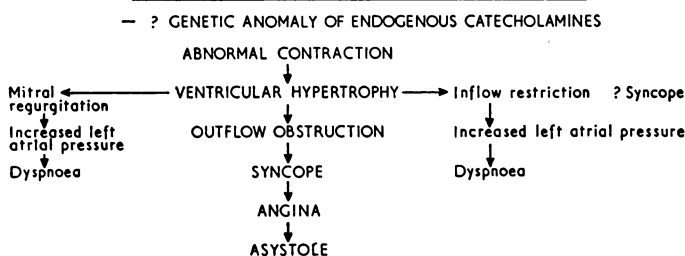 — ? GENETIC ANOMALY OF ENDOGENOUS CATECHOLAMINES
ABNORMAL CONTRACTION
Mitral regurgitation
VENTRICULAR HYPERTROPHY
Inflow restriction ? Syncope
Increased left atrial pressure
OUTFLOW OBSTRUCTION
Increased left atrial pressure
Dyspnoea
SYNCOPE
Dyspnoea
ANGINA
ASYSTOLE